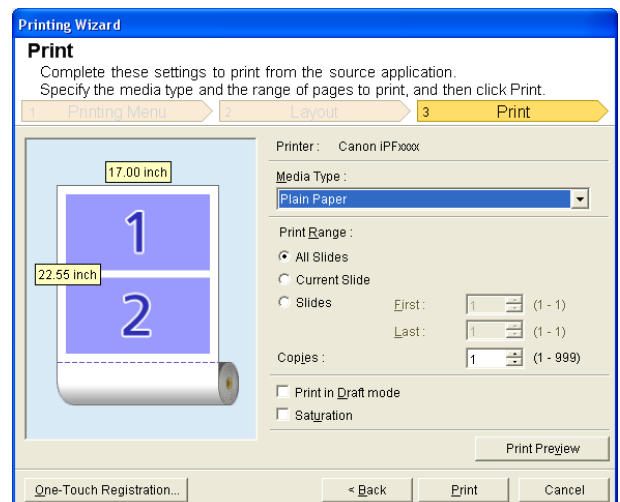 Printing Wizard
Print
Complete these settings to print from the source application.
Specify the media type and the range of pages to print, and then click Print.
1 Printing Menu 2 Layout 3 Print
Printer : Canon iPFxxxx
17.00 inch
Media Type :
Plain Paper
1
Print Range :
All Slides
22.55 inch
Current Slide
2
Slides First : 1 (1 - 1)
Last : 1 (1 - 1)
Copies : 1 (1 - 999)
Print in Draft mode
Saturation
Print Preview
One-Touch Registration... < Back Print Cancel